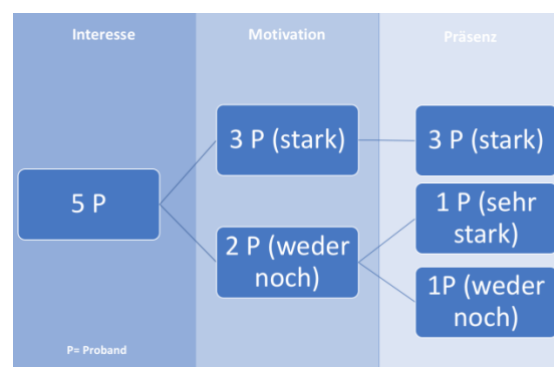 Interesse
Motivation
Präsenz
5 P
3 P (stark)
3 P (stark)
2 P (weder
noch)
1 P (sehr
stark)
1P (weder
noch)
P= Proband